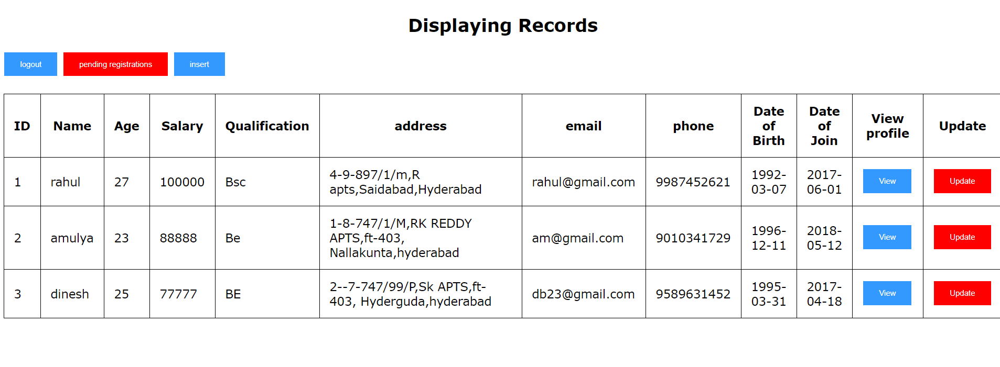 Displaying Records
logout pending registrations insert
ID Name Age Salary Qualification address email phone Date of Birth Date of Join View profile Update
1 rahul 27 100000 Bsc 4-9-897/1/m,R apts,Saidabad,Hyderabad rahul@gmail.com 9987452621 1992-03-07 2017-06-01 View Update
2 amulya 23 88888 Be 1-8-747/1/M,RK REDDY APTS,ft-403, Nallakunta,hyderabad am@gmail.com 9010341729 1996-12-11 2018-05-12 View Update
3 dinesh 25 77777 BE 2--7-747/99/P,Sk APTS,ft-403, Hyderguda,hyderabad db23@gmail.com 9589631452 1995-03-31 2017-04-18 View Update